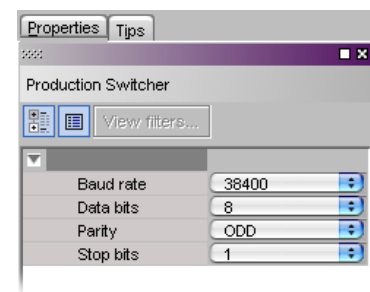 Properties Tips
Production Switcher
View filters...
Baud rate 38400
Data bits 8
Parity ODD
Stop bits 1